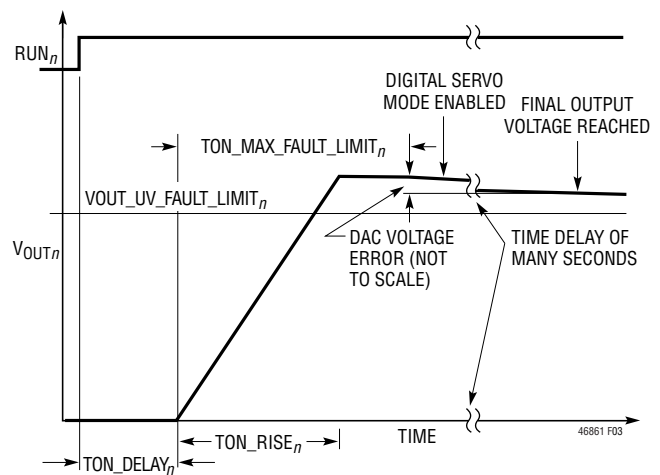 RUNn
DIGITAL SERVO
MODE ENABLED
FINAL OUTPUT
VOLTAGE REACHED
TON_MAX_FAULT_LIMITn
VOUT_UV_FAULT_LIMITn
VOUTn
DAC VOLTAGE
ERROR (NOT
TO SCALE)
TIME DELAY OF
MANY SECONDS
TON_RISEn
TIME
46861 F03
TON_DELAYn